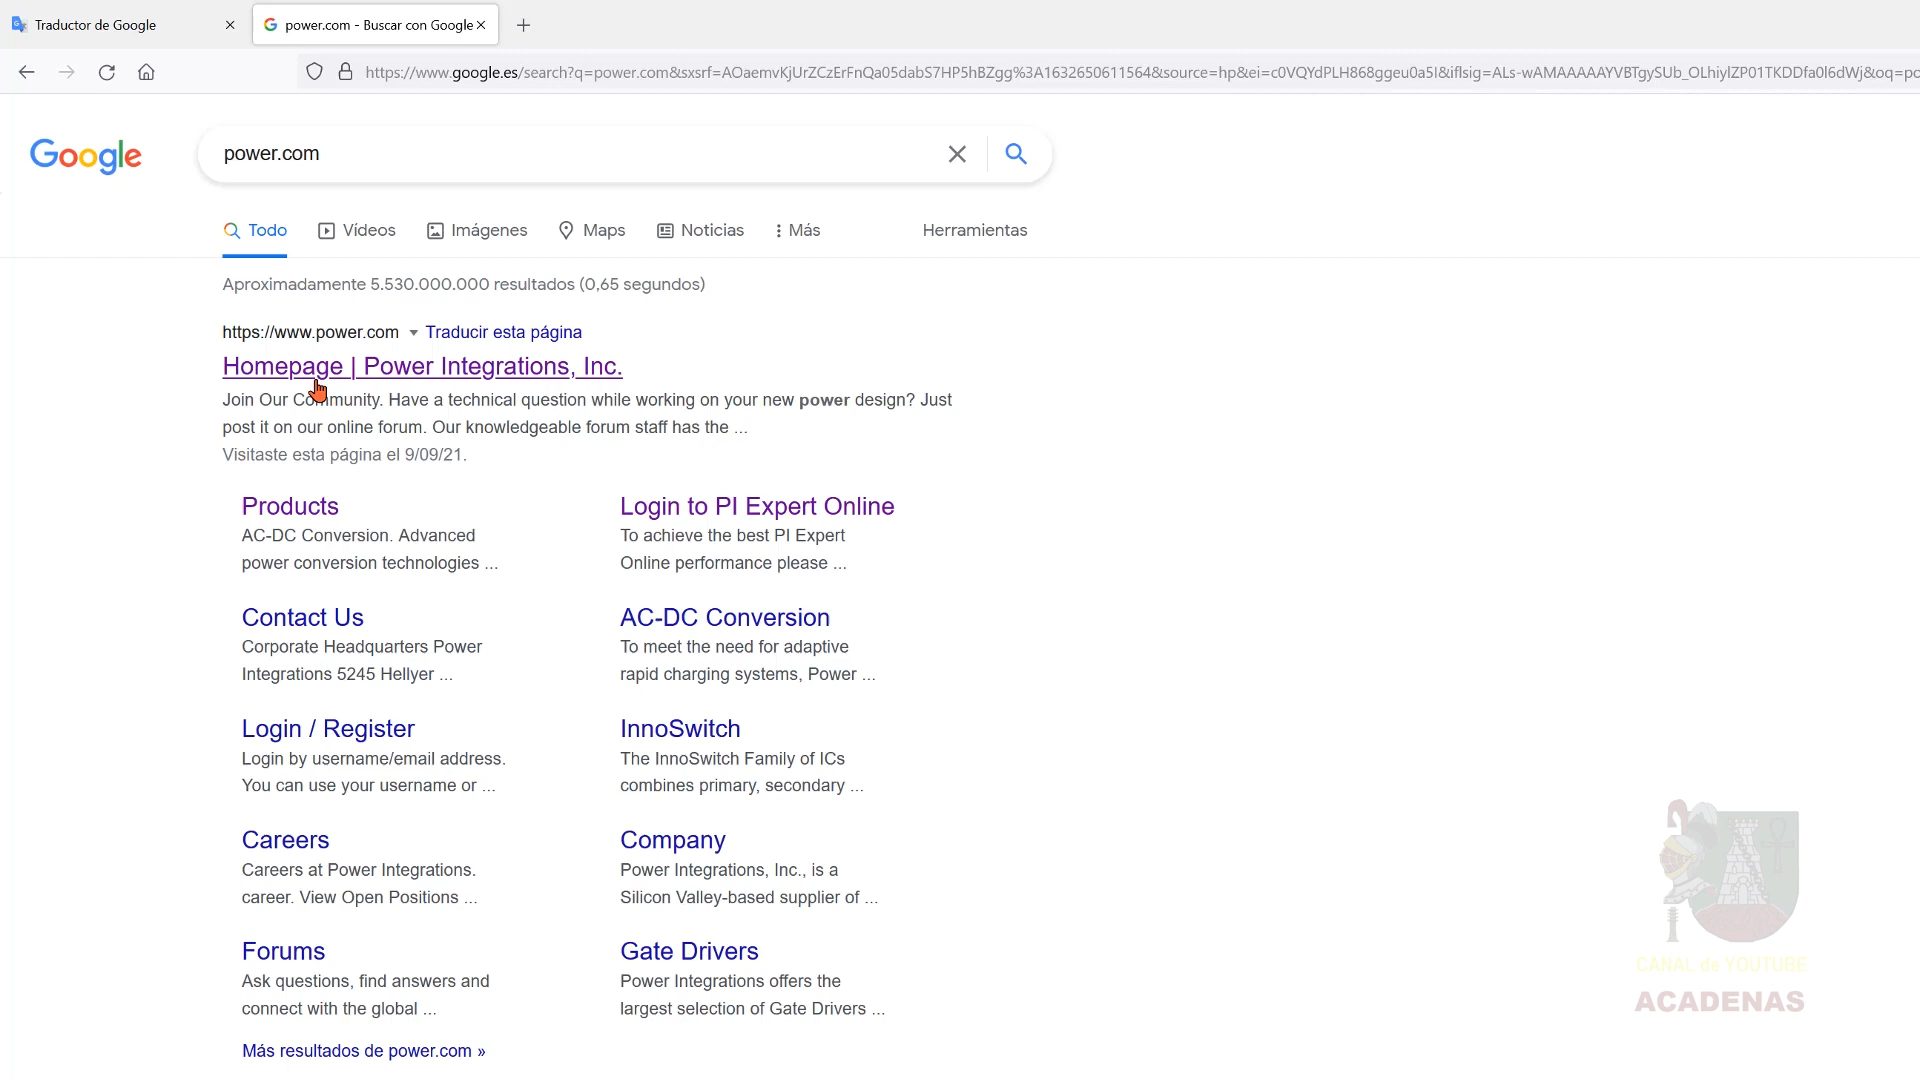 Traductor de Google
power.com - Buscar con Google
https://www.google.es/search?q=power.com&sxsrf=AOaemvKjUrZCzErFnQa05dabS7HP5hBZgg%3A1632650611564&source=hp&ei=c0VQYdPLH868ggeu0a5I&iflsig=ALs-wAMAAAAAYVBTgySUb_OLhiylZP01TKDDfa0l6dWj&oq=po
Google
power.com
Todo Vídeos Imágenes Maps Noticias Más Herramientas
Aproximadamente 5.530.000.000 resultados (0,65 segundos)
https://www.power.com Traducir esta página
Homepage | Power Integrations, Inc.
Join Our Community. Have a technical question while working on your new power design? Just
post it on our online forum. Our knowledgeable forum staff has the ...
Visitaste esta página el 9/09/21.
Products
AC-DC Conversion. Advanced
power conversion technologies ...
Login to PI Expert Online
To achieve the best PI Expert
Online performance please ...
Contact Us
Corporate Headquarters Power
Integrations 5245 Hellyer ...
AC-DC Conversion
To meet the need for adaptive
rapid charging systems, Power ...
Login / Register
Login by username/email address.
You can use your username or ...
InnoSwitch
The InnoSwitch Family of ICs
combines primary, secondary ...
Careers
Careers at Power Integrations.
career. View Open Positions ...
Company
Power Integrations, Inc., is a
Silicon Valley-based supplier of ...
Forums
Ask questions, find answers and
connect with the global ...
Gate Drivers
Power Integrations offers the
largest selection of Gate Drivers ...
Más resultados de power.com »
CANAL de YOUTUBE
ACADENAS